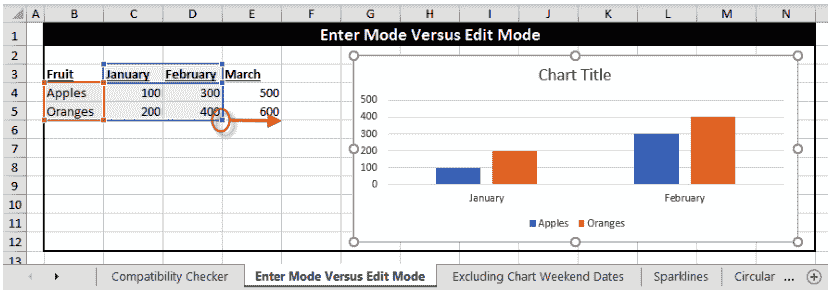 A B C D E F G H I J K L M N
1 Enter Mode Versus Edit Mode
2
3 Fruit January February March
4 Apples 100 300 500
5 Oranges 200 400 600
6
7
8
9
10
11
12
13
Chart Title
500
400
300
200
100
0
January February
Apples Oranges
Compatibility Checker Enter Mode Versus Edit Mode Excluding Chart Weekend Dates Sparklines Circular ...